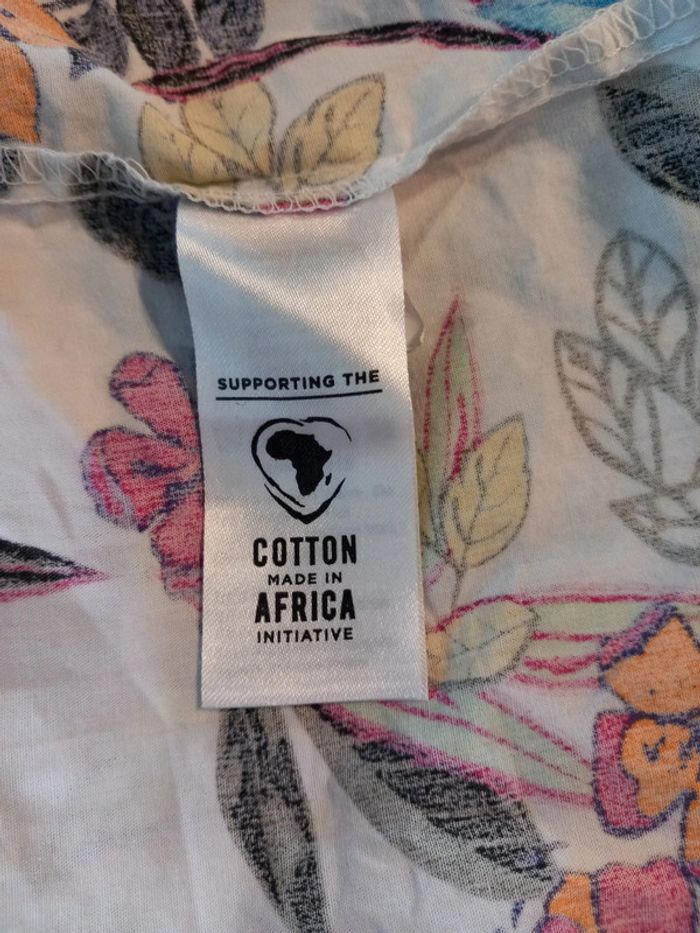 SUPPORTING THE
COTTON
MADE IN
AFRICA
INITIATIVE